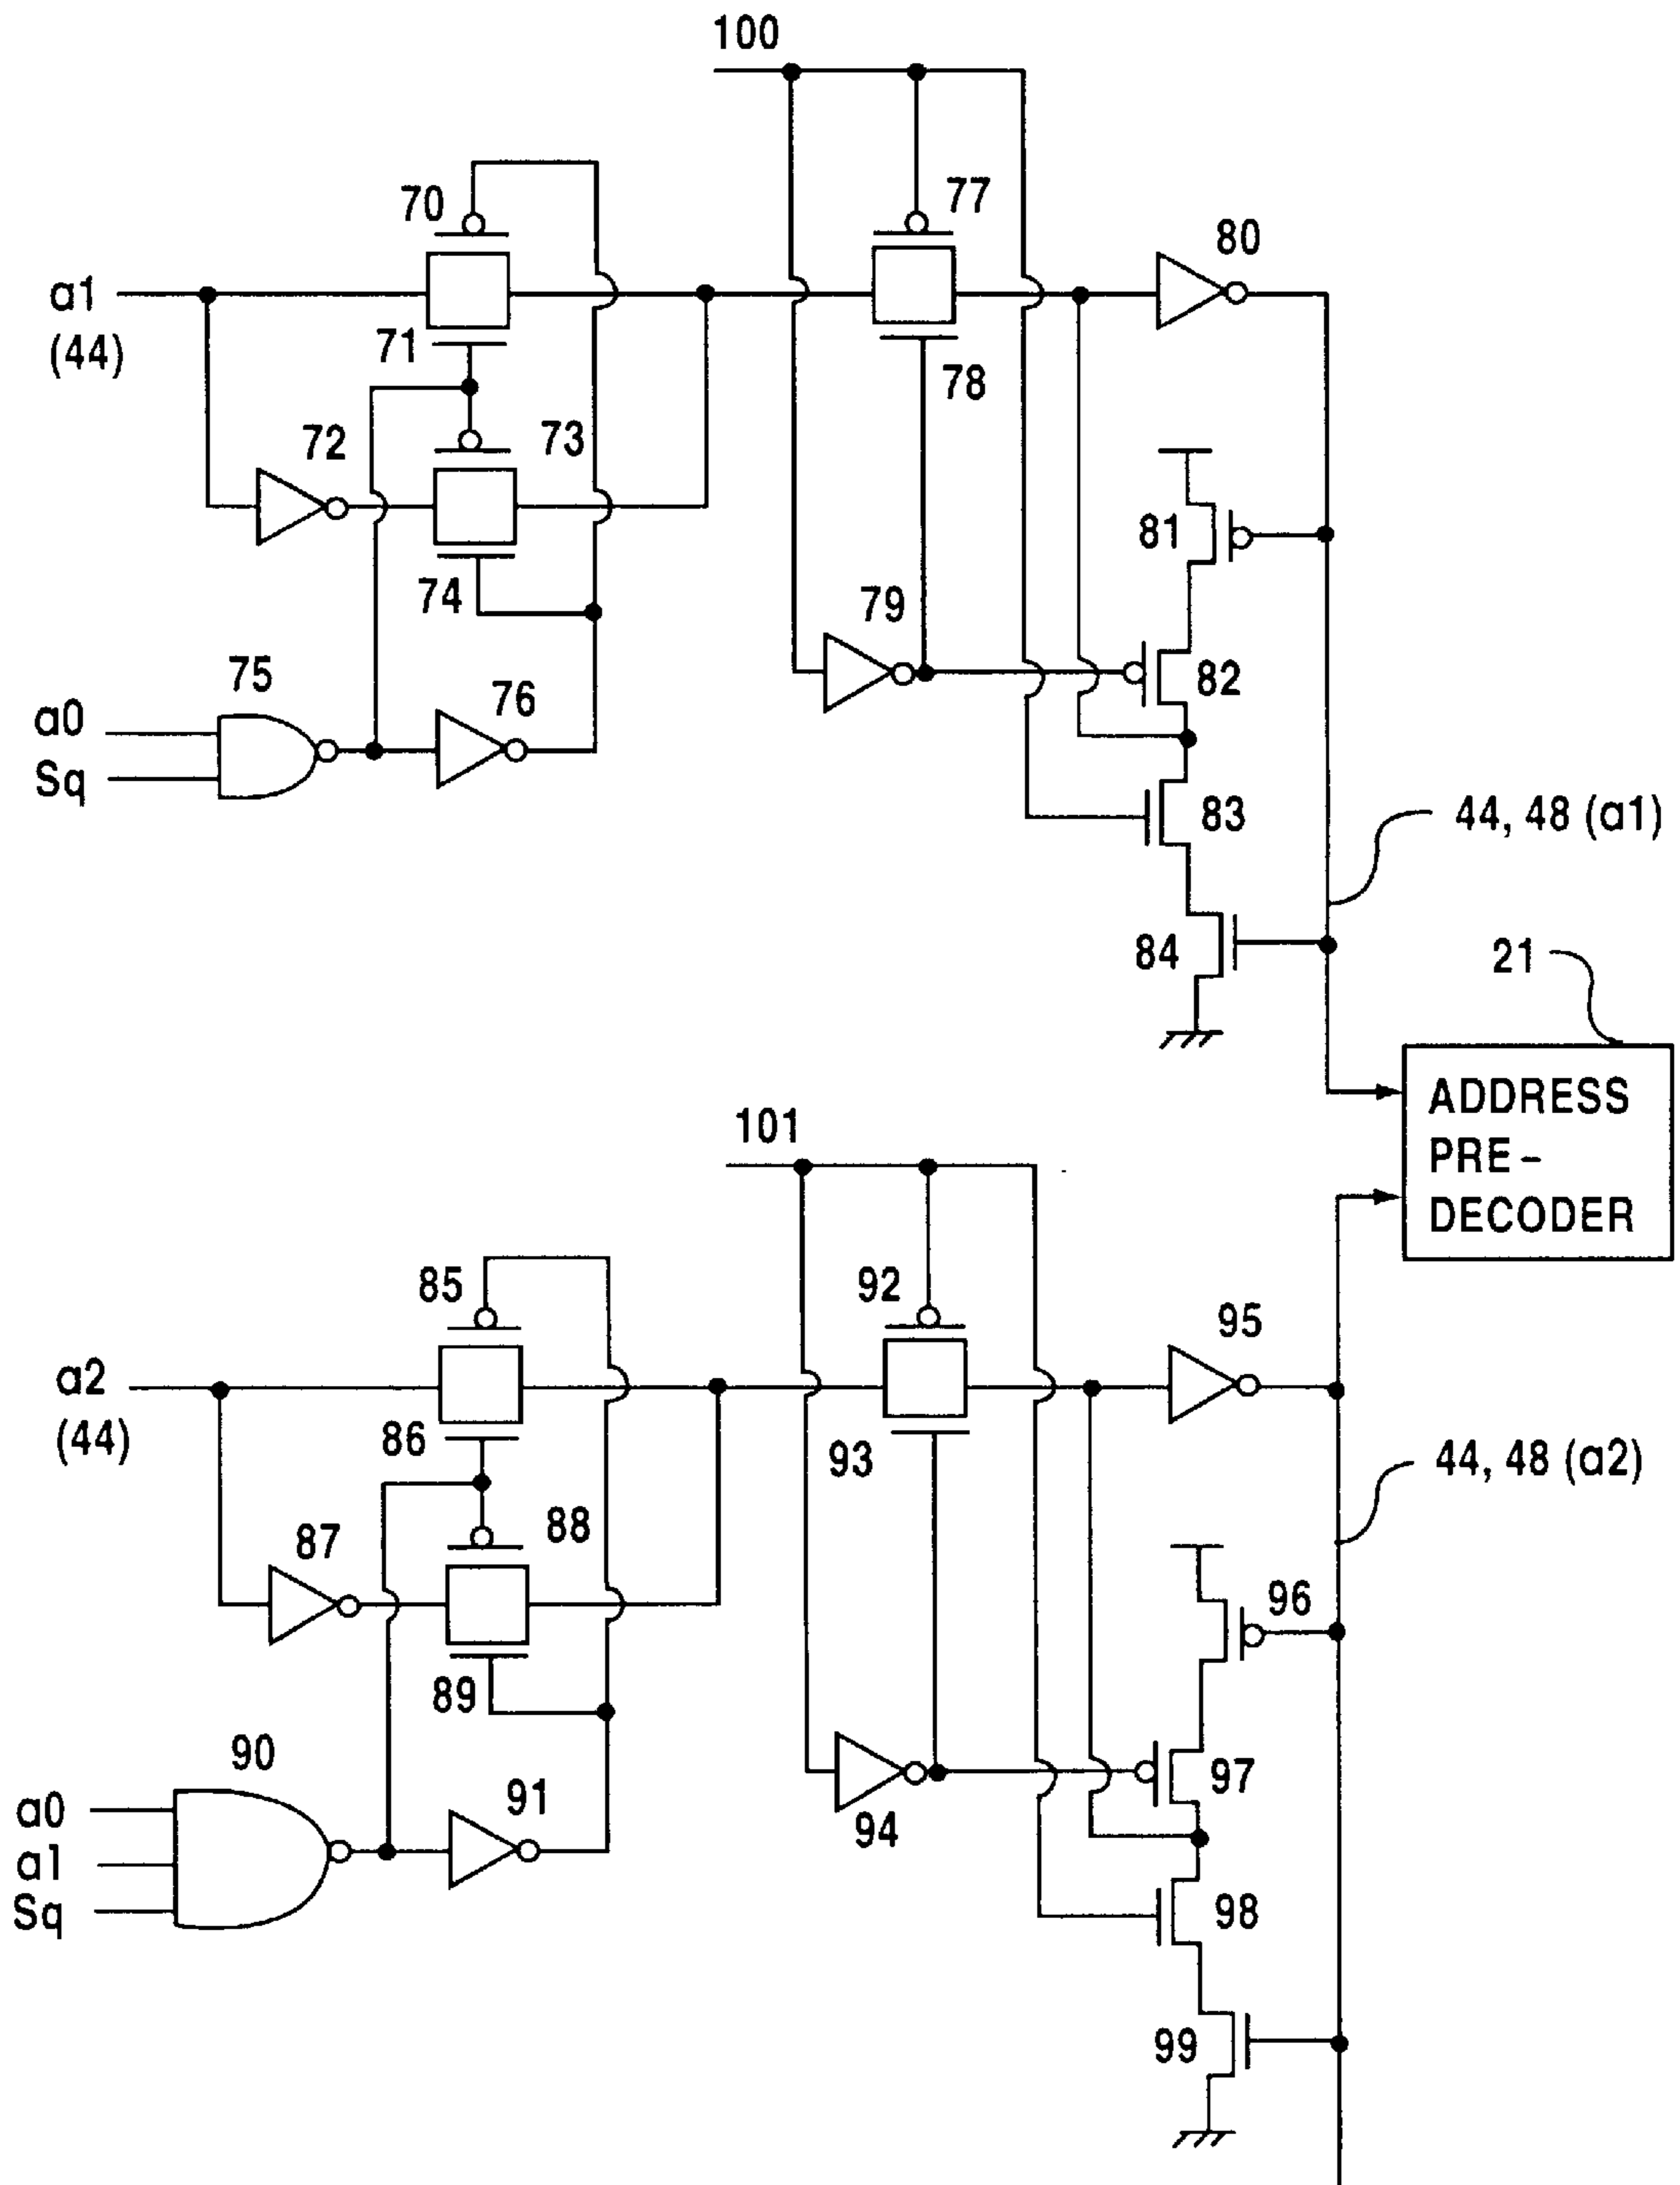 100
70
77
80
a1
(44)
71
78
72
73
81
74
79
75
76
82
a0
Sq
83
44, 48 (a1)
84
21
ADDRESS
PRE-
DECODER
101
85
92
95
a2
(44)
86
93
44, 48 (a2)
87
88
96
89
90
91
94
97
a0
a1
Sq
98
99